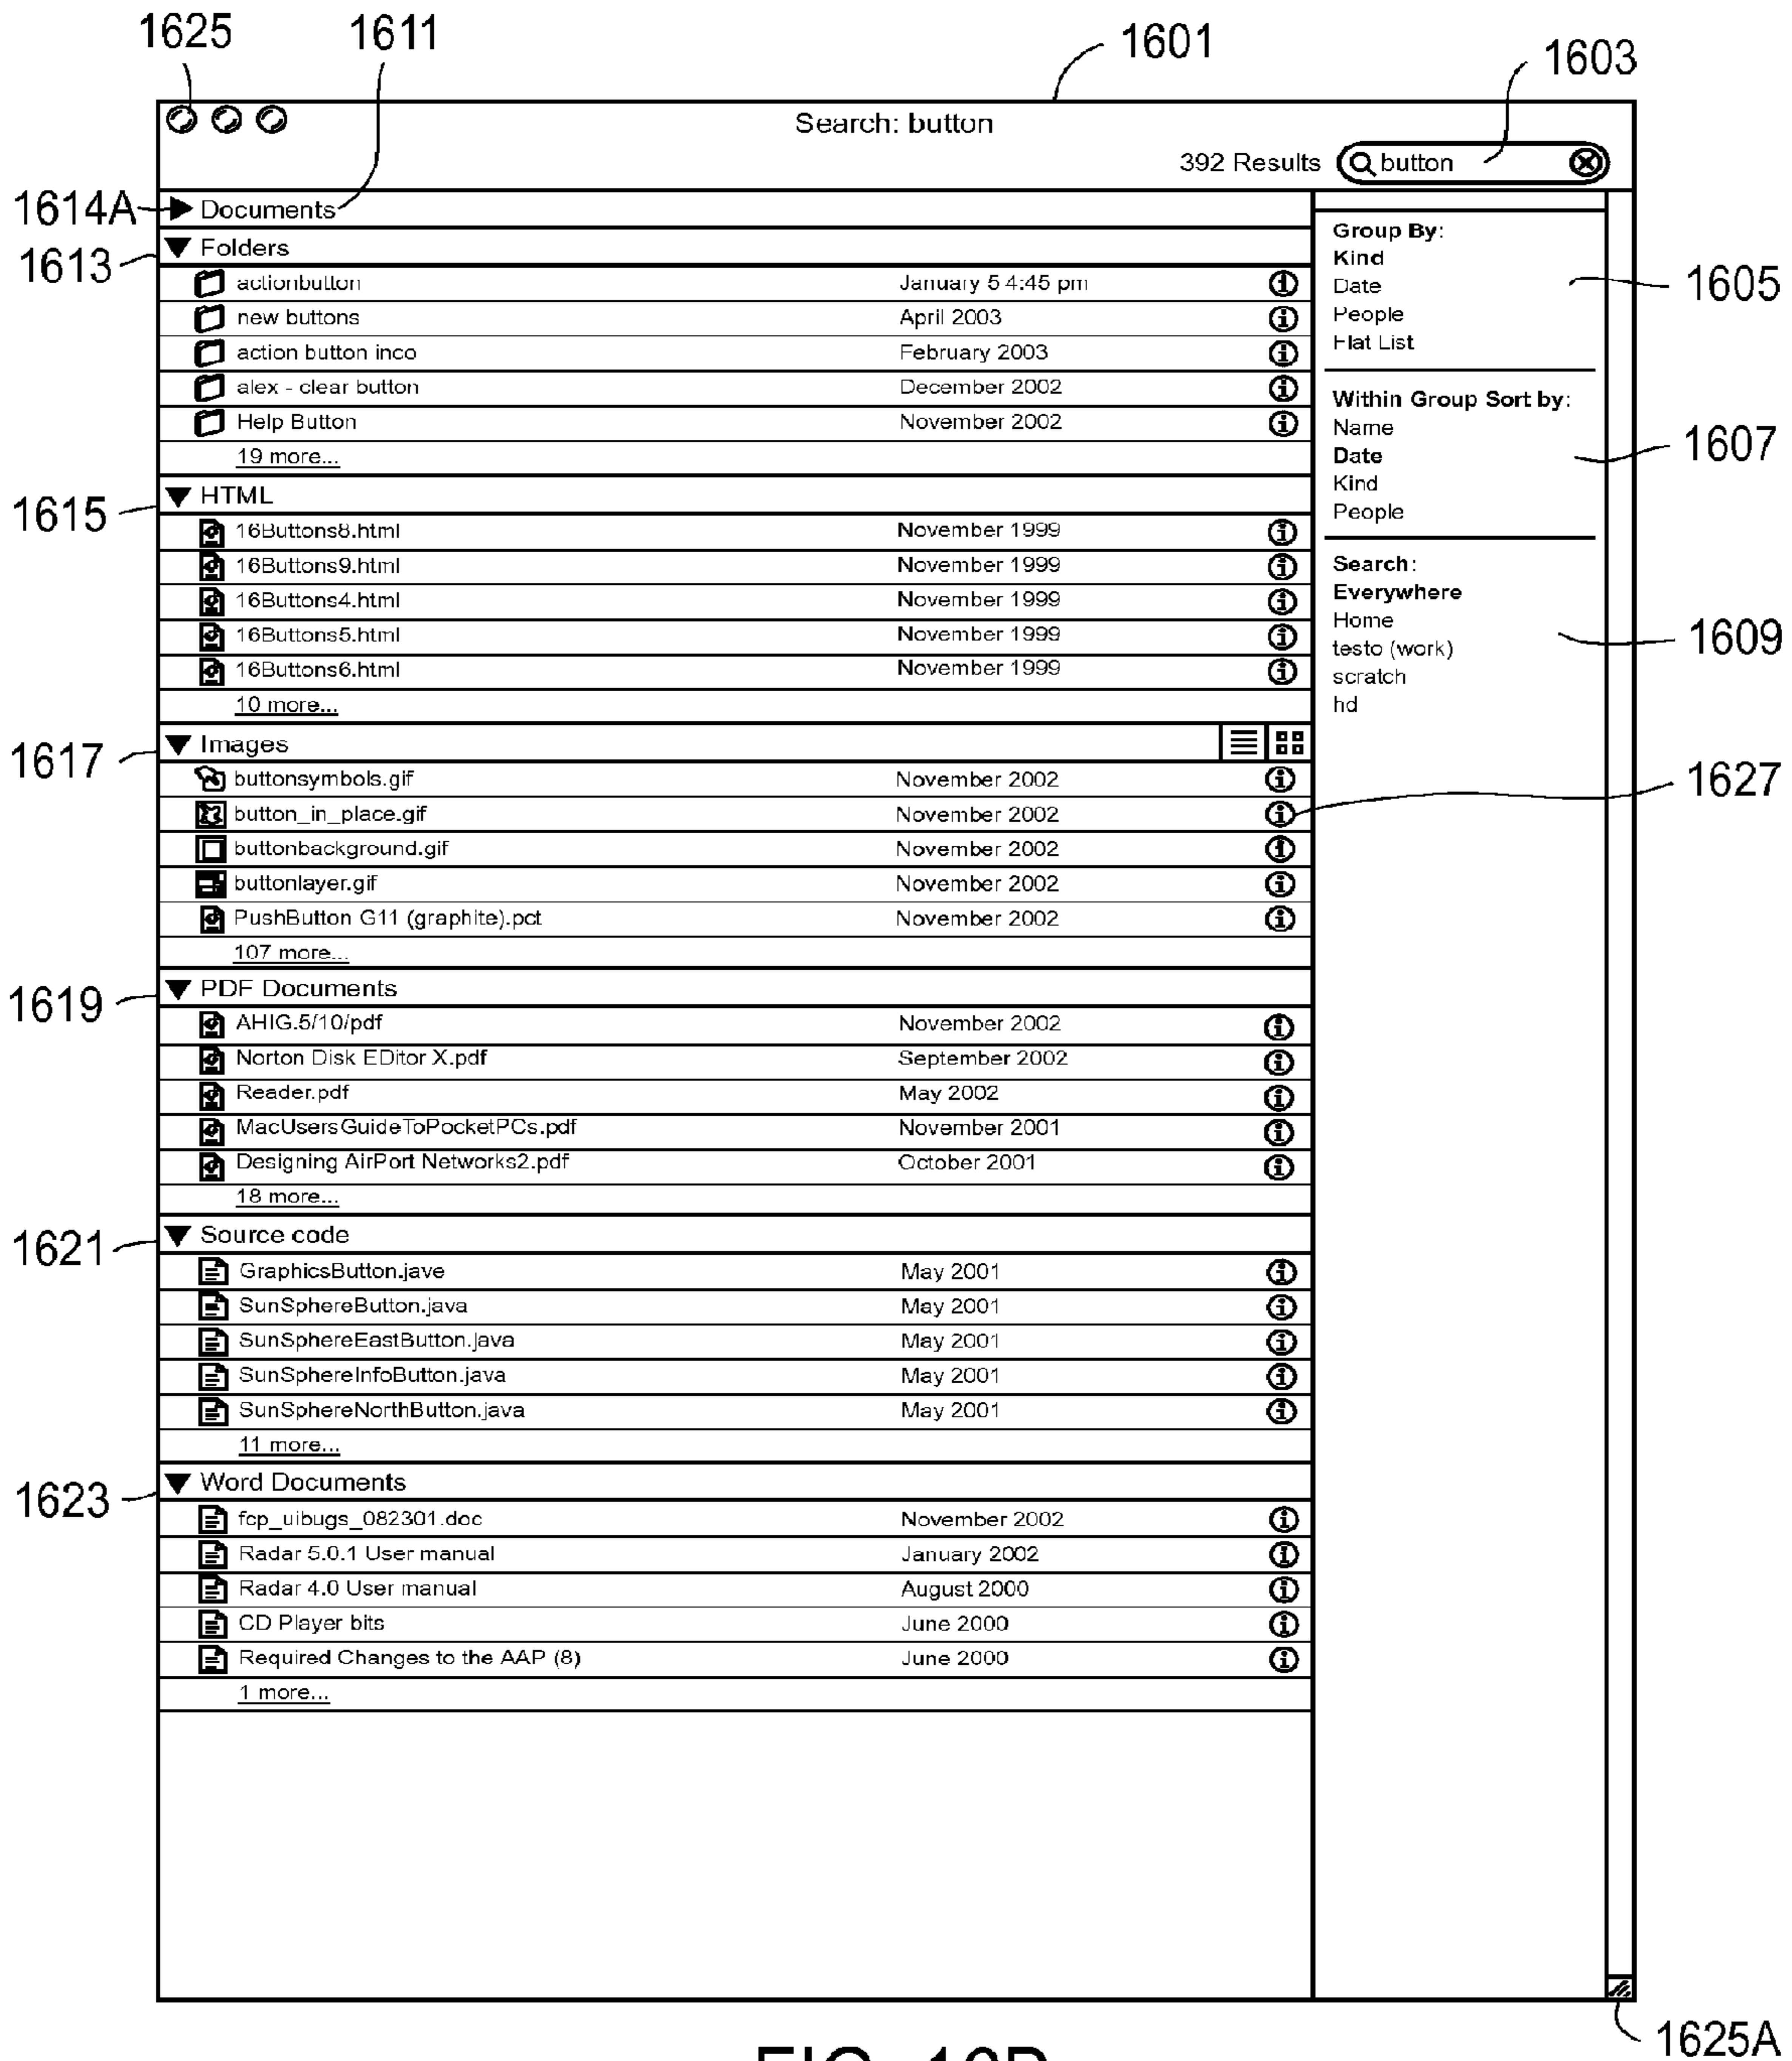 1625 1611 1601 1603
Search: button
392 Results button
1614A Documents
1613 Folders
actionbutton January 5 4:45 pm
new buttons April 2003
action button inco February 2003
alex - clear button December 2002
Help Button November 2002
19 more...
1615 HTML
16Buttons8.html November 1999
16Buttons9.html November 1999
16Buttons4.html November 1999
16Buttons5.html November 1999
16Buttons6.html November 1999
10 more...
1617 Images
buttonsymbols.gif November 2002
button_in_place.gif November 2002
buttonbackground.gif November 2002
buttonlayer.gif November 2002
PushButton G11 (graphite).pct November 2002
107 more...
1619 PDF Documents
AHIG.5/10/pdf November 2002
Norton Disk EDitor X.pdf September 2002
Reader.pdf May 2002
MacUsersGuideToPocketPCs.pdf November 2001
Designing AirPort Networks2.pdf October 2001
18 more...
1621 Source code
GraphicsButton.jave May 2001
SunSphereButton.java May 2001
SunSphereEastButton.java May 2001
SunSphereInfoButton.java May 2001
SunSphereNorthButton.java May 2001
11 more...
1623 Word Documents
fcp_uibugs_082301.doc November 2002
Radar 5.0.1 User manual January 2002
Radar 4.0 User manual August 2000
CD Player bits June 2000
Required Changes to the AAP (8) June 2000
1 more...
Group By:
Kind
Date 1605
People
Flat List
Within Group Sort by:
Name
Date 1607
Kind
People
Search:
Everywhere
Home 1609
testo (work)
scratch
hd
1627
1625A